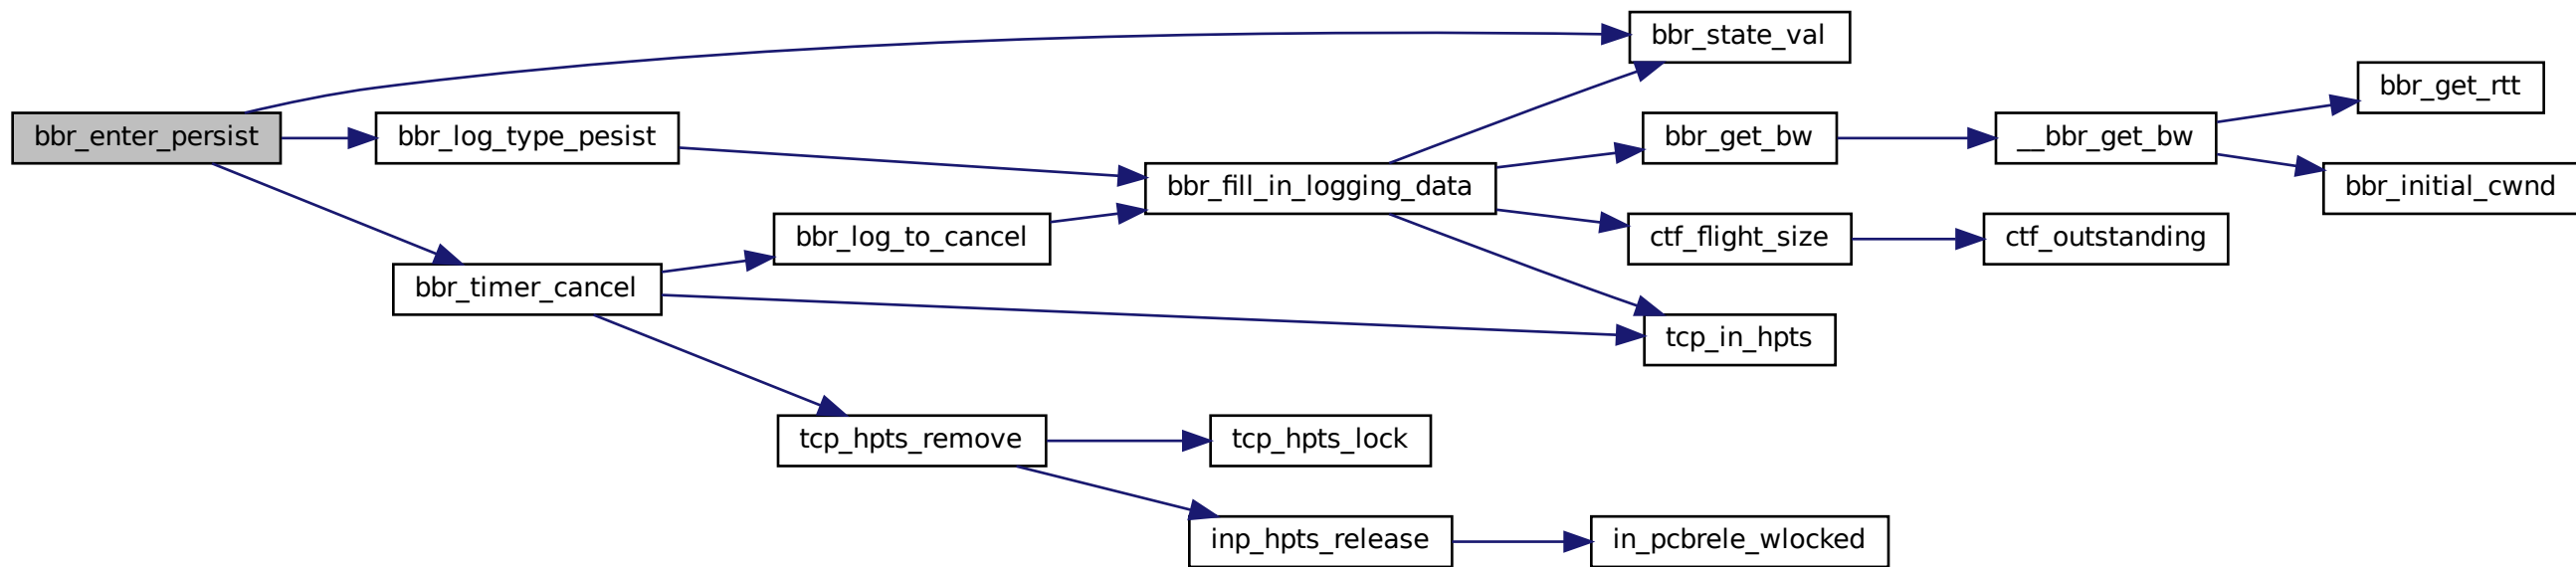 bbr_enter_persist
bbr_log_type_pesist
bbr_timer_cancel
bbr_log_to_cancel
tcp_hpts_remove
bbr_fill_in_logging_data
tcp_hpts_lock
inp_hpts_release
bbr_state_val
bbr_get_bw
ctf_flight_size
tcp_in_hpts
in_pcbrele_wlocked
__bbr_get_bw
ctf_outstanding
bbr_get_rtt
bbr_initial_cwnd